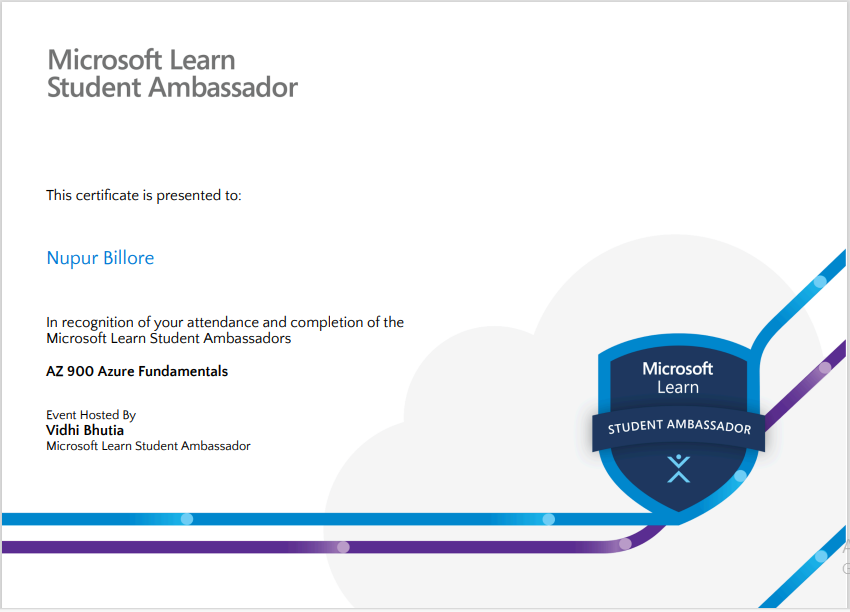 Microsoft Learn
Student Ambassador
This certificate is presented to:
Nupur Billore
In recognition of your attendance and completion of the
Microsoft Learn Student Ambassadors
AZ 900 Azure Fundamentals
Event Hosted By
Vidhi Bhutia
Microsoft Learn Student Ambassador
Microsoft
Learn
STUDENT AMBASSADOR